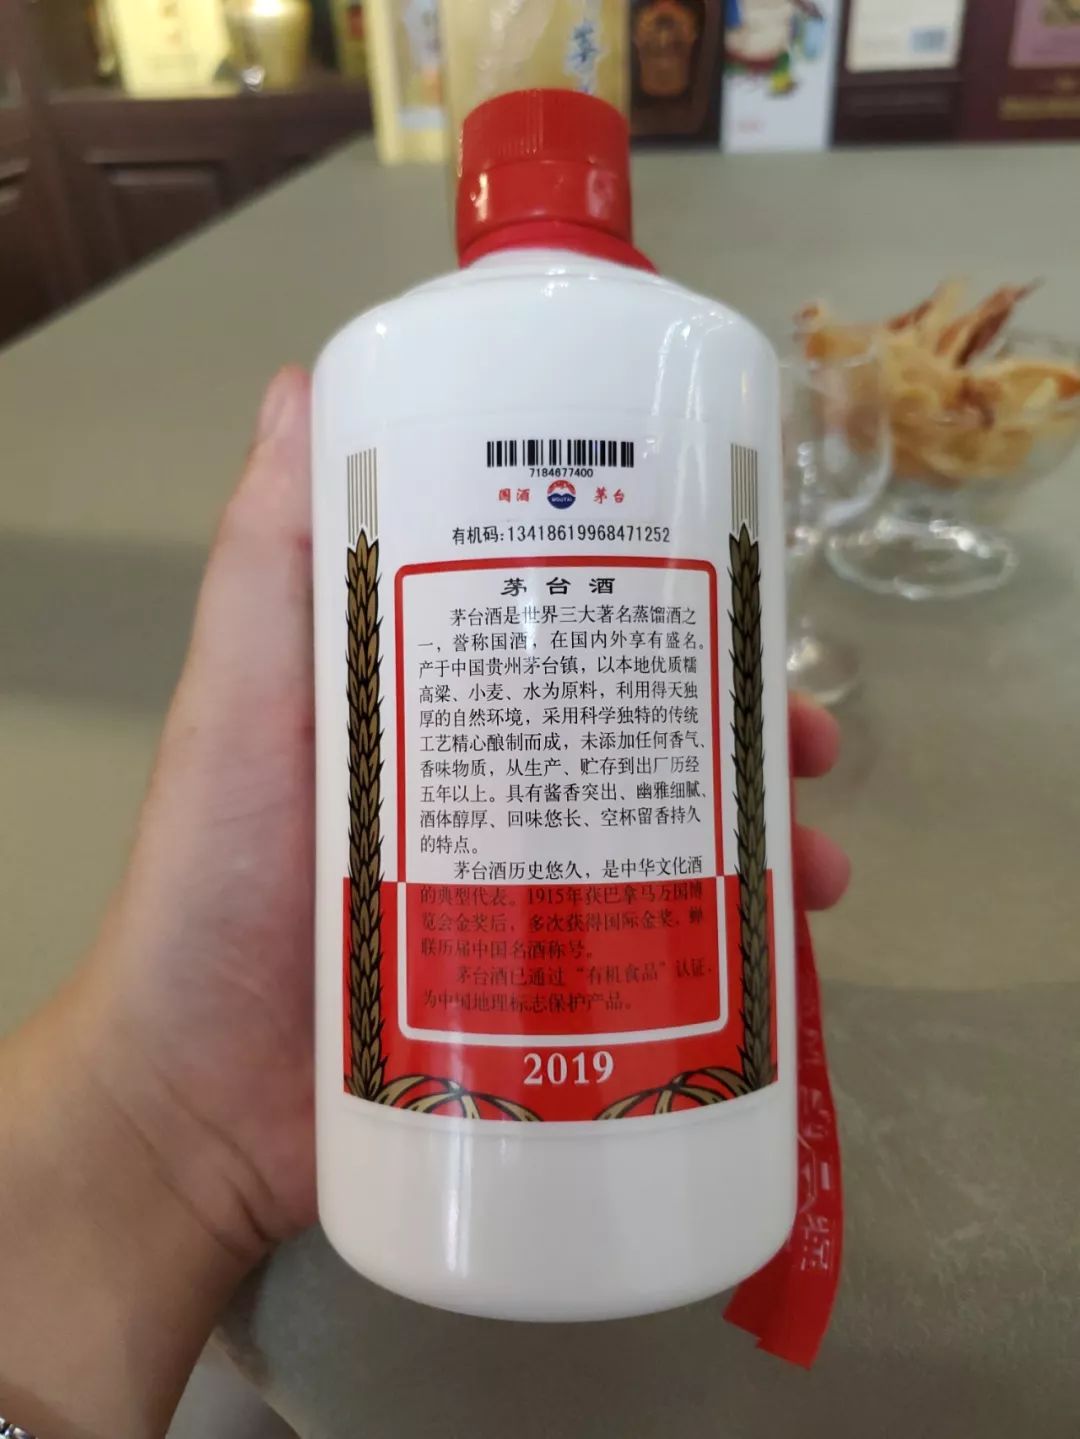 7184677400
国酒 茅台
MOUTAI
有机码:13418619968471252
茅台酒
茅台酒是世界三大著名蒸馏酒之
一，誉称国酒，在国内外享有盛名。
产于中国贵州茅台镇，以本地优质糯
高粱、小麦、水为原料，利用得天独
厚的自然环境，采用科学独特的传统
工艺精心酿制而成，未添加任何香气、
香味物质，从生产、贮存到出厂历经
五年以上。具有酱香突出、幽雅细腻、
酒体醇厚、回味悠长、空杯留香持久
的特点。
茅台酒历史悠久，是中华文化酒
的典型代表。1915年获巴拿马万国博
览会金奖后，多次获得国际金奖，蝉
联历届中国名酒称号。
茅台酒已通过“有机食品”认证，
为中国地理标志保护产品。
2019